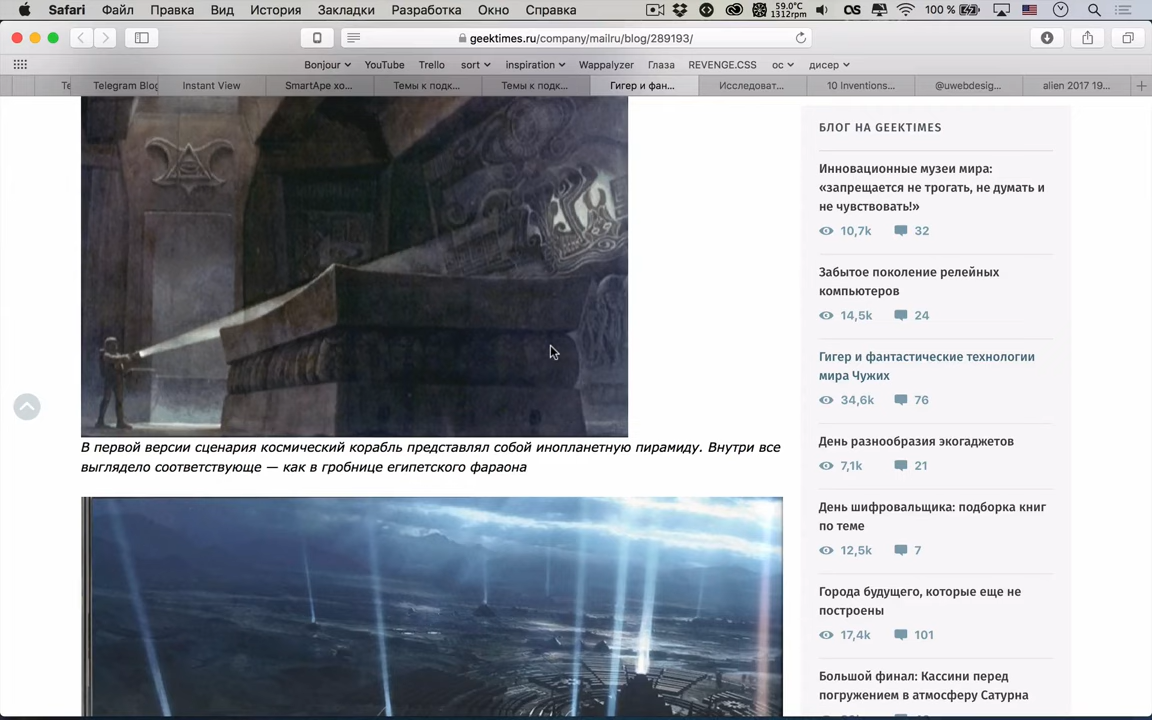 Safari Файл Правка Вид История Закладки Разработка Окно Справка 59.0°C 1312rpm 100 %
geektimes.ru/company/mailru/blog/289193/
Bonjour YouTube Trello sort inspiration Wappalyzer Глаза REVENGE.CSS ос дисер
Те Telegram Blog Instant View SmartApe хо... Темы к подк... Темы к подк... Гигер и фан... Исследоват... 10 Inventions... @uwebdesig... alien 2017 19...
В первой версии сценария космический корабль представлял собой инопланетную пирамиду. Внутри все
выглядело соответствующе — как в гробнице египетского фараона
БЛОГ НА GEEKTIMES
Инновационные музеи мира:
«запрещается не трогать, не думать и
не чувствовать!»
10,7k 32
Забытое поколение релейных
компьютеров
14,5k 24
Гигер и фантастические технологии
мира Чужих
34,6k 76
День разнообразия экогаджетов
7,1k 21
День шифровальщика: подборка книг
по теме
12,5k 7
Города будущего, которые еще не
построены
17,4k 101
Большой финал: Кассини перед
погружением в атмосферу Сатурна